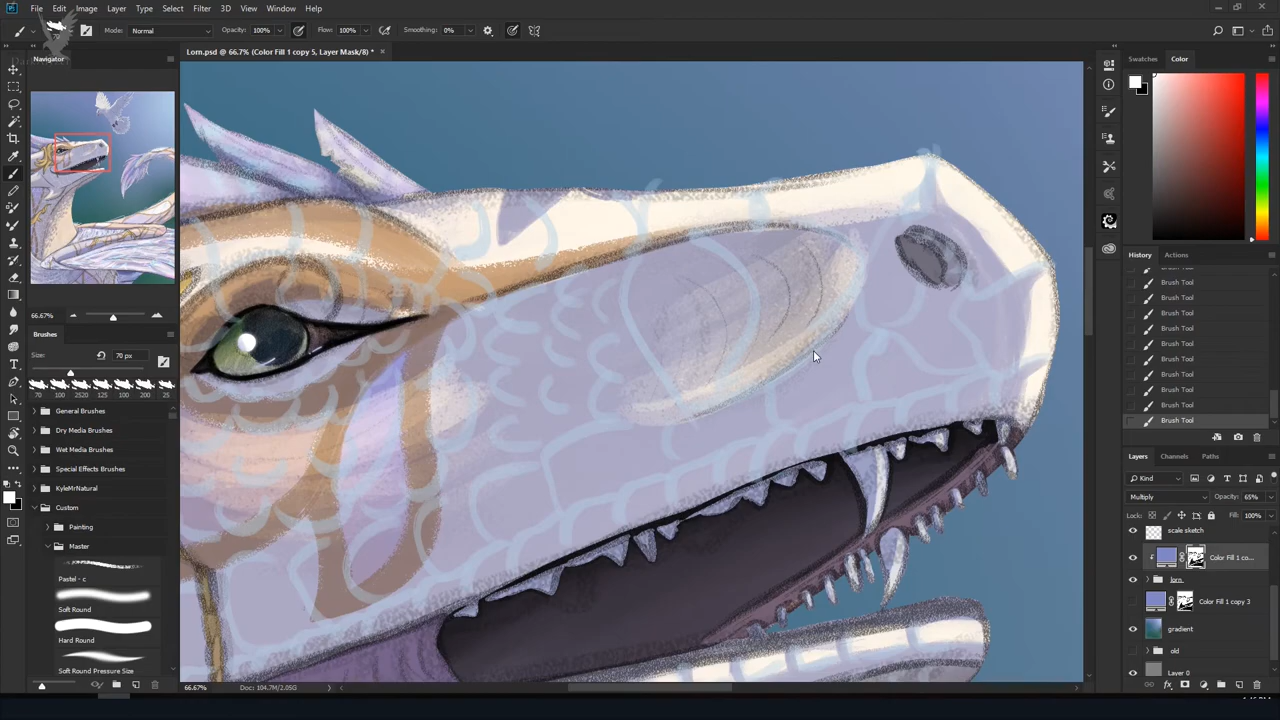 File Edit Image Layer Type Select Filter 3D View Window Help
Mode: Normal Opacity: 100% Flow: 100% Smoothing: 0%
Lorn.psd @ 66.7% (Color Fill 1 copy 5, Layer Mask/8) *
Navigator
66.67%
Brushes
Size: 70 px
70 100 2520 170 200 25
General Brushes
Dry Media Brushes
Wet Media Brushes
Special Effects Brushes
KyleMrNatural
Custom
Painting
Master
Pastel - c
Soft Round
Hard Round
Soft Round Pressure Size
66.67% Doc: 104.7M/2.05G
Swatches Color
History Actions
Brush Tool
Brush Tool
Brush Tool
Brush Tool
Brush Tool
Brush Tool
Brush Tool
Brush Tool
Brush Tool
Brush Tool
Layers Channels Paths
Kind
Multiply Opacity: 65%
Lock: Fill: 100%
scale sketch
Color Fill 1 co...
lorn
Color Fill 1 copy 3
gradient
old
Layer 0